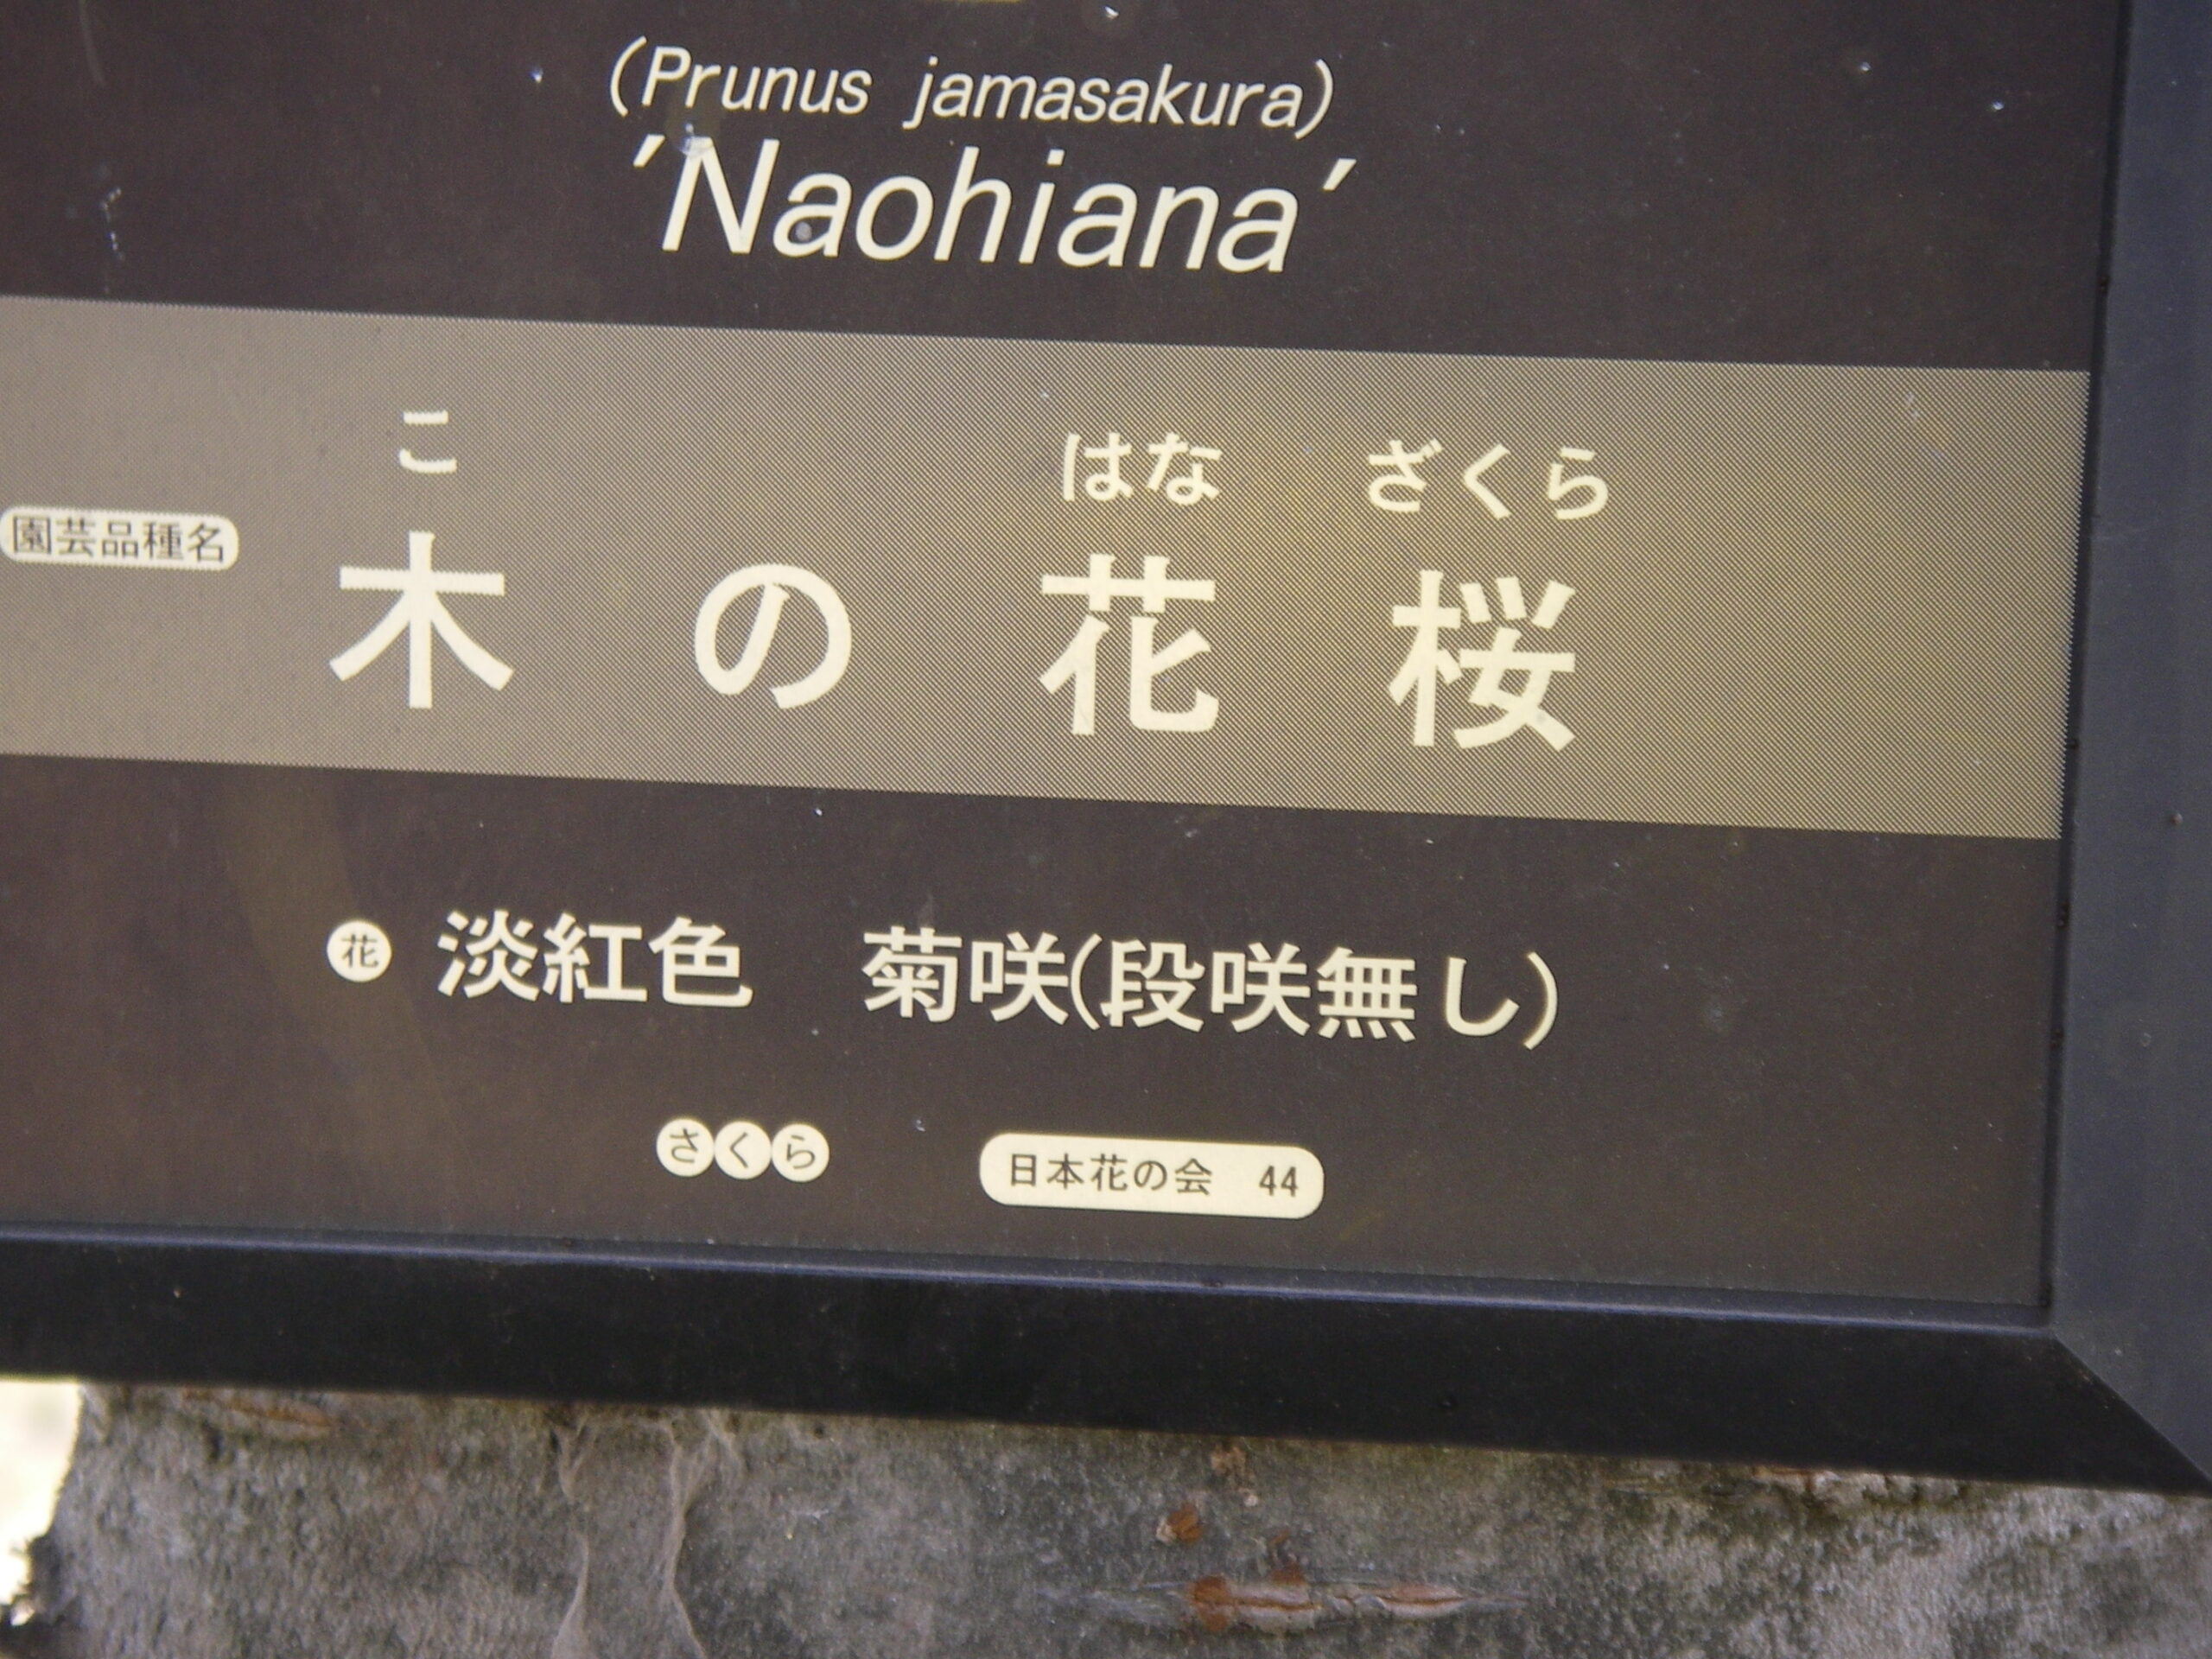 (Prunus jamasakura)
'Naohiana'
こ はな ざくら
園芸品種名 木の花桜
花 淡紅色 菊咲(段咲無し)
さくら 日本花の会 44